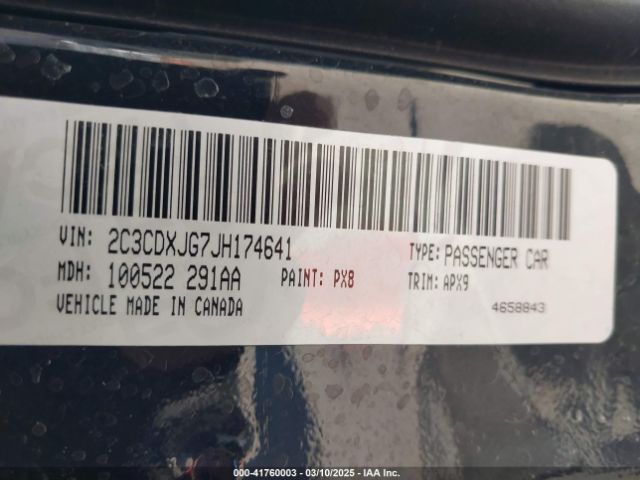 VIN: 2C3CDXJG7JH174641
TYPE: PASSENGER CAR
MDH: 100522 291AA
PAINT: PX8
TRIM: APX9
VEHICLE MADE IN CANADA
4658843
000-41760003 — 03/10/2025 — IAA Inc.